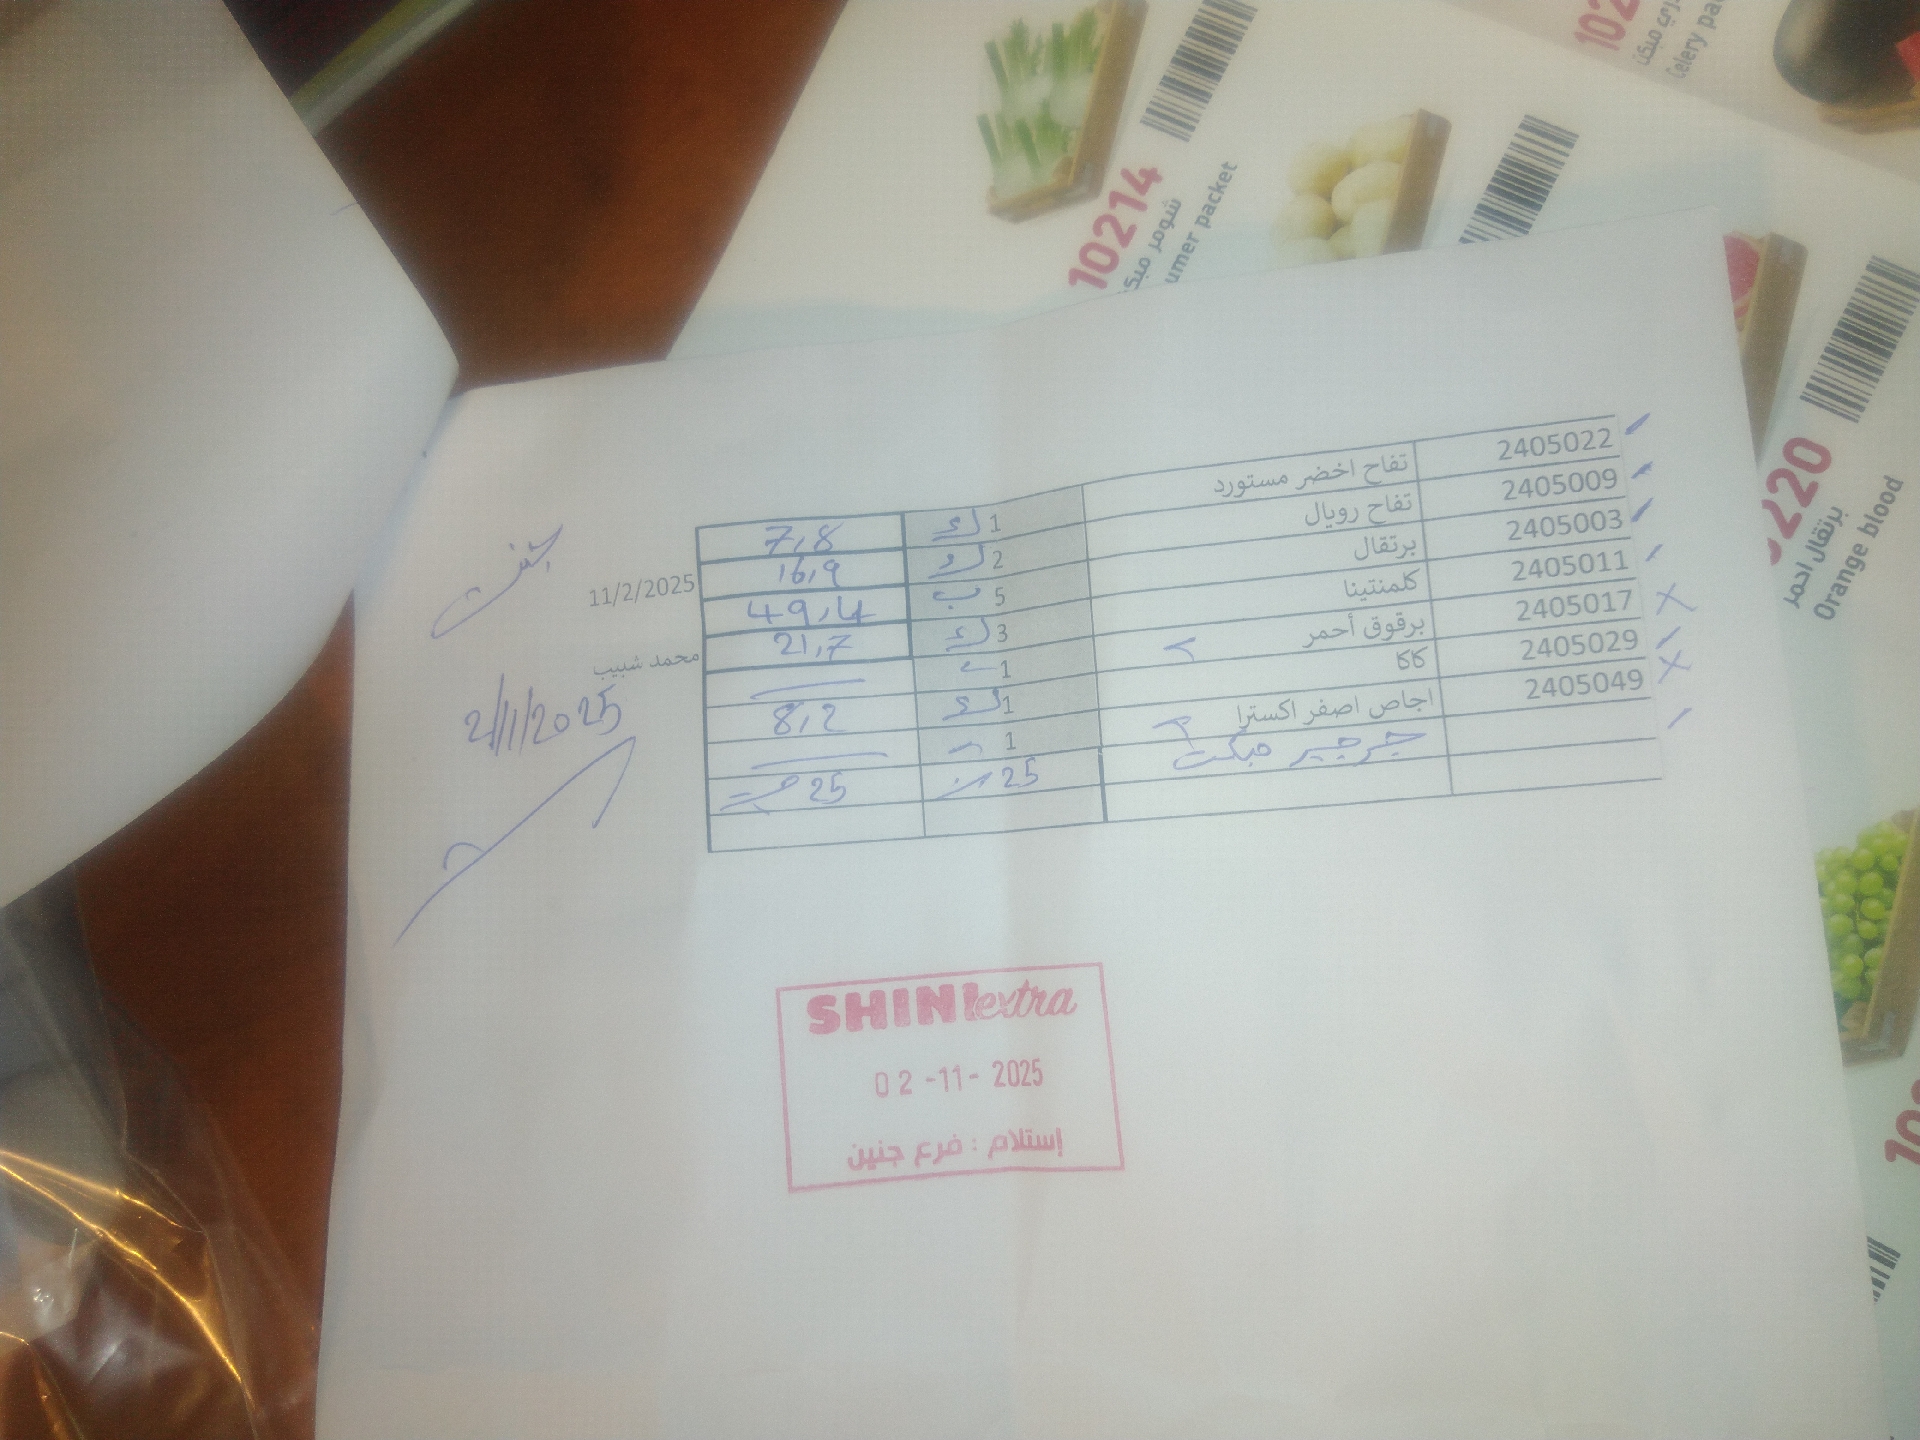 10214
شومر مبك
umer packet
102
Celery pa
0220
برتقال احمر
Orange blood
2405022 تفاح اخضر مستورد 1 7,8
2405009 تفاح رويال 2 16,9
2405003 برتقال 5 ب 49,4
2405011 كلمنتينا 3 21,7
2405017 برقوق أحمر 1
2405029 كاكا 1 8,2
2405049 اجاص اصفر اكسترا 1
جرجير مبكت 25 25
11/2/2025
محمد شبيب
2/11/2025
SHINI extra
02-11-2025
إستلام : فرع جنين